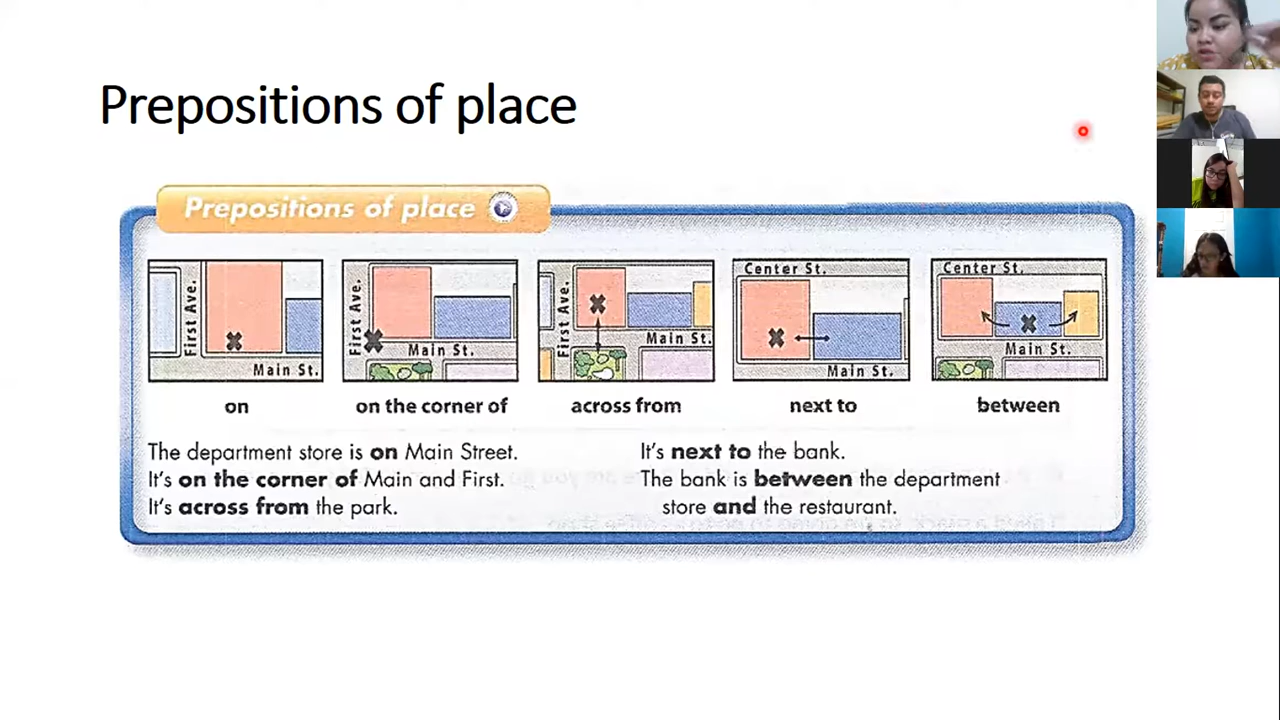 Prepositions of place
Prepositions of place
First Ave.
Main St.
First Ave.
Main St.
First Ave.
Main St.
Center St.
Main St.
Center St.
Main St.
on
on the corner of
across from
next to
between
The department store is on Main Street.
It's on the corner of Main and First.
It's across from the park.
It's next to the bank.
The bank is between the department
store and the restaurant.